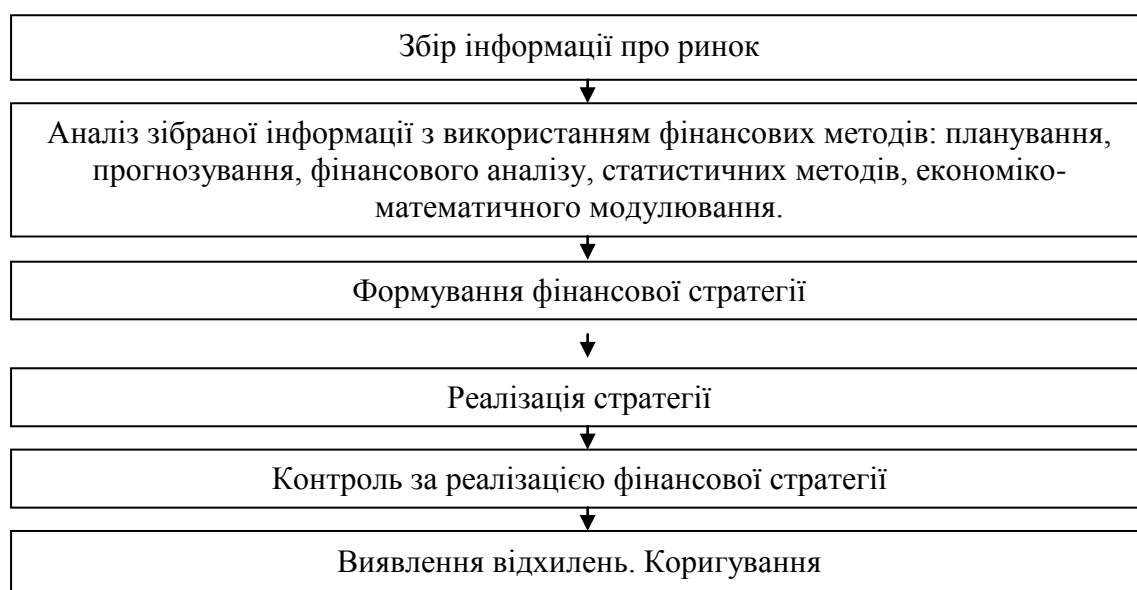 Збір інформації про ринок
Аналіз зібраної інформації з використанням фінансових методів: планування,
прогнозування, фінансового аналізу, статистичних методів, економіко-
математичного модулювання.
Формування фінансової стратегії
Реалізація стратегії
Контроль за реалізацією фінансової стратегії
Виявлення відхилень. Коригування